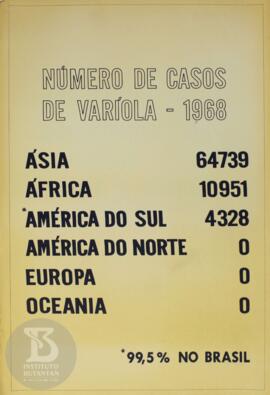 NÚMERO DE CASOS
DE VARÍOLA - 1968
ÁSIA 64739
ÁFRICA 10951
*AMÉRICA DO SUL 4328
AMÉRICA DO NORTE 0
EUROPA 0
OCEANIA 0
*99,5% NO BRASIL
INSTITUTO
BUTANTAN